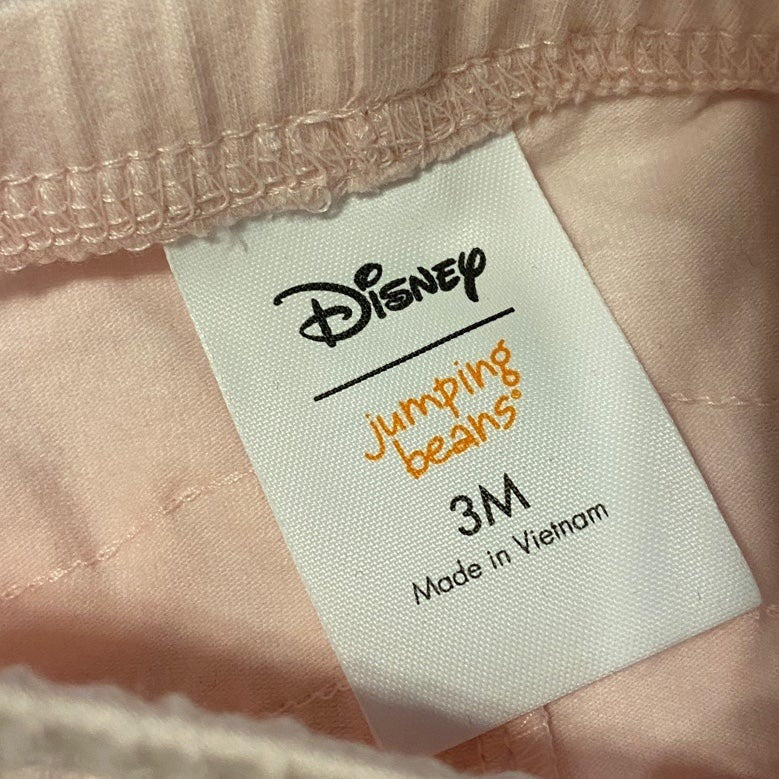 Disney
jumping
beans®
3M
Made in Vietnam